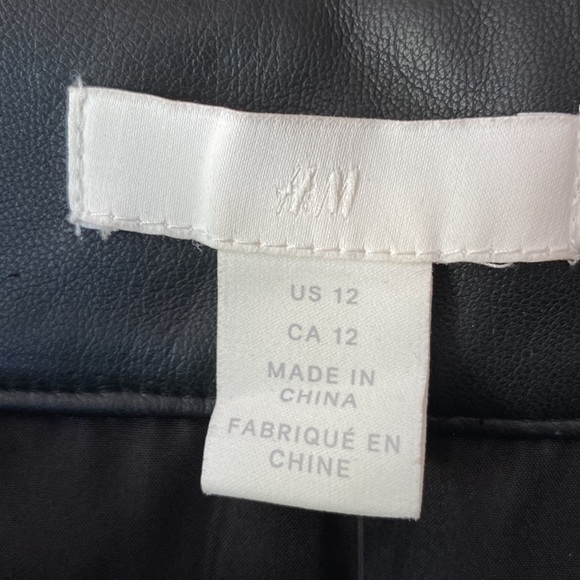 H&M
US 12
CA 12
MADE IN
CHINA
FABRIQUÉ EN
CHINE